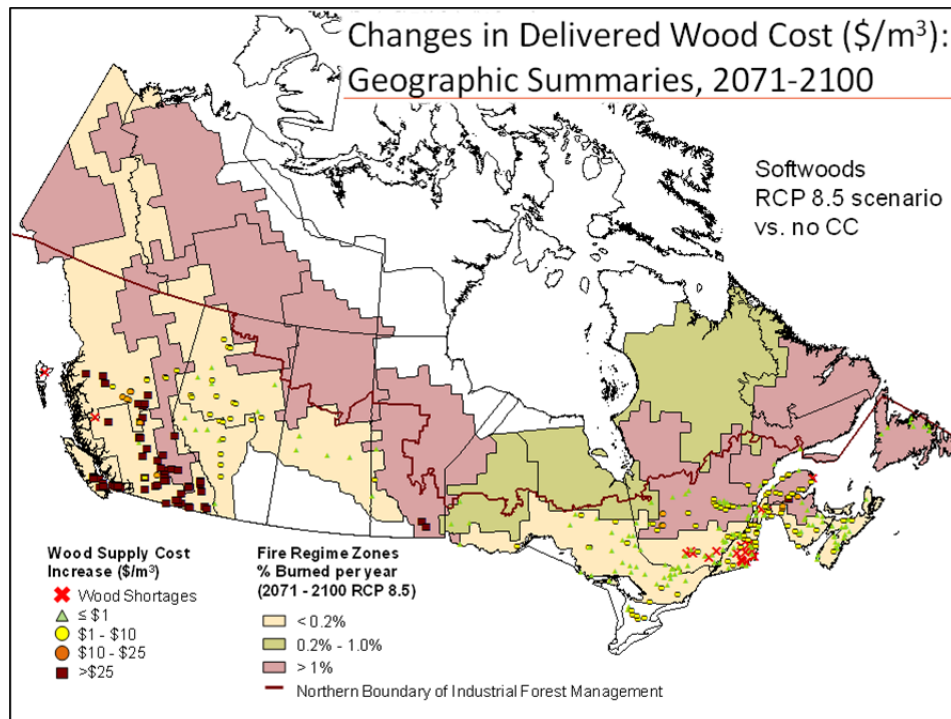 Changes in Delivered Wood Cost ($/m³):
Geographic Summaries, 2071-2100
Softwoods
RCP 8.5 scenario
vs. no CC
Wood Supply Cost
Increase ($/m³)
Wood Shortages
≤ $1
$1 - $10
$10 - $25
>$25
Fire Regime Zones
% Burned per year
(2071 - 2100 RCP 8.5)
< 0.2%
0.2% - 1.0%
> 1%
Northern Boundary of Industrial Forest Management